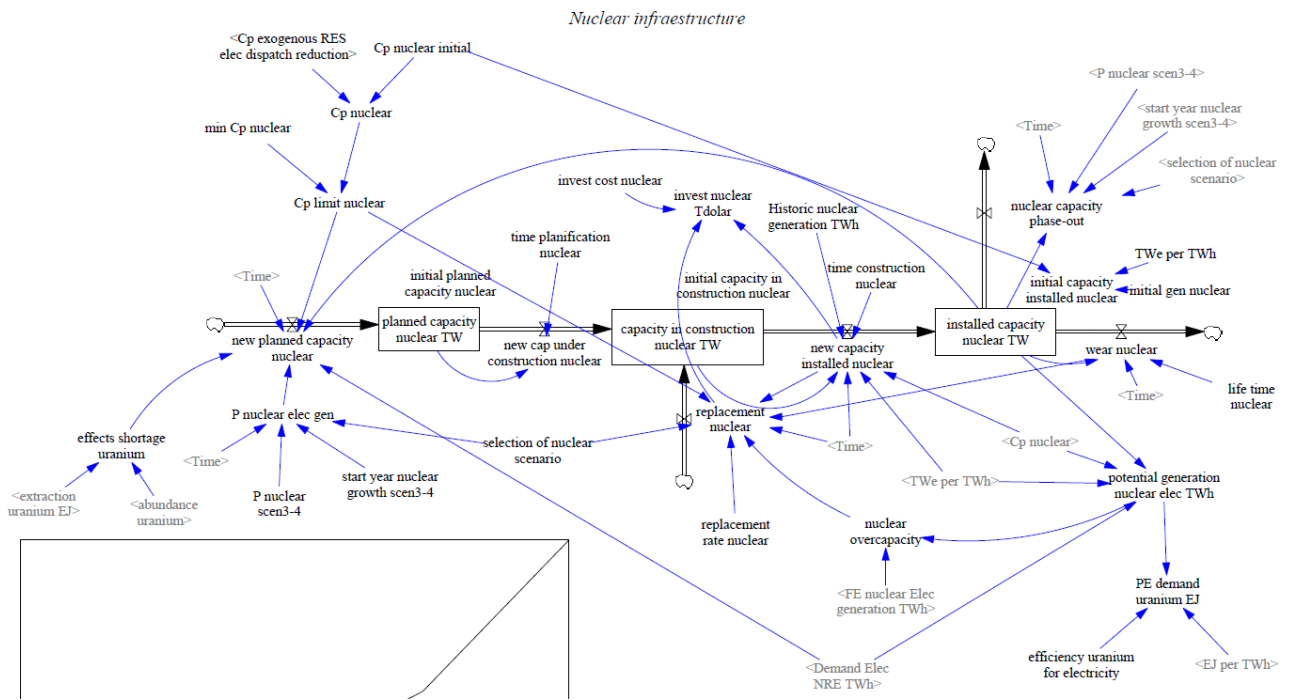 Nuclear infraestructure
<Cp exogenous RES
elec dispatch reduction>
Cp nuclear initial
<P nuclear scen3-4>
Cp nuclear
<start year nuclear
growth scen3-4>
<Time>
min Cp nuclear
<selection of nuclear
scenario>
invest cost nuclear
invest nuclear
Tdolar
Cp limit nuclear
Historic nuclear
generation TWh
nuclear capacity
phase-out
time planification
nuclear
TWe per TWh
<Time>
initial planned
capacity nuclear
initial capacity in
construction nuclear
time construction
nuclear
initial capacity
installed nuclear
initial gen nuclear
planned capacity
nuclear TW
capacity in construction
nuclear TW
installed capacity
nuclear TW
new planned capacity
nuclear
new cap under
construction nuclear
new capacity
installed nuclear
wear nuclear
<Time>
life time
nuclear
P nuclear elec gen
replacement
nuclear
effects shortage
uranium
<Time>
selection of nuclear
scenario
<Time>
<Cp nuclear>
<extraction
uranium EJ>
<abundance
uranium>
P nuclear
scen3-4
start year nuclear
growth scen3-4
<TWe per TWh>
potential generation
nuclear elec TWh
replacement
rate nuclear
nuclear
overcapacity
<FE nuclear Elec
generation TWh>
PE demand
uranium EJ
<Demand Elec
NRE TWh>
efficiency uranium
for electricity
<EJ per TWh>